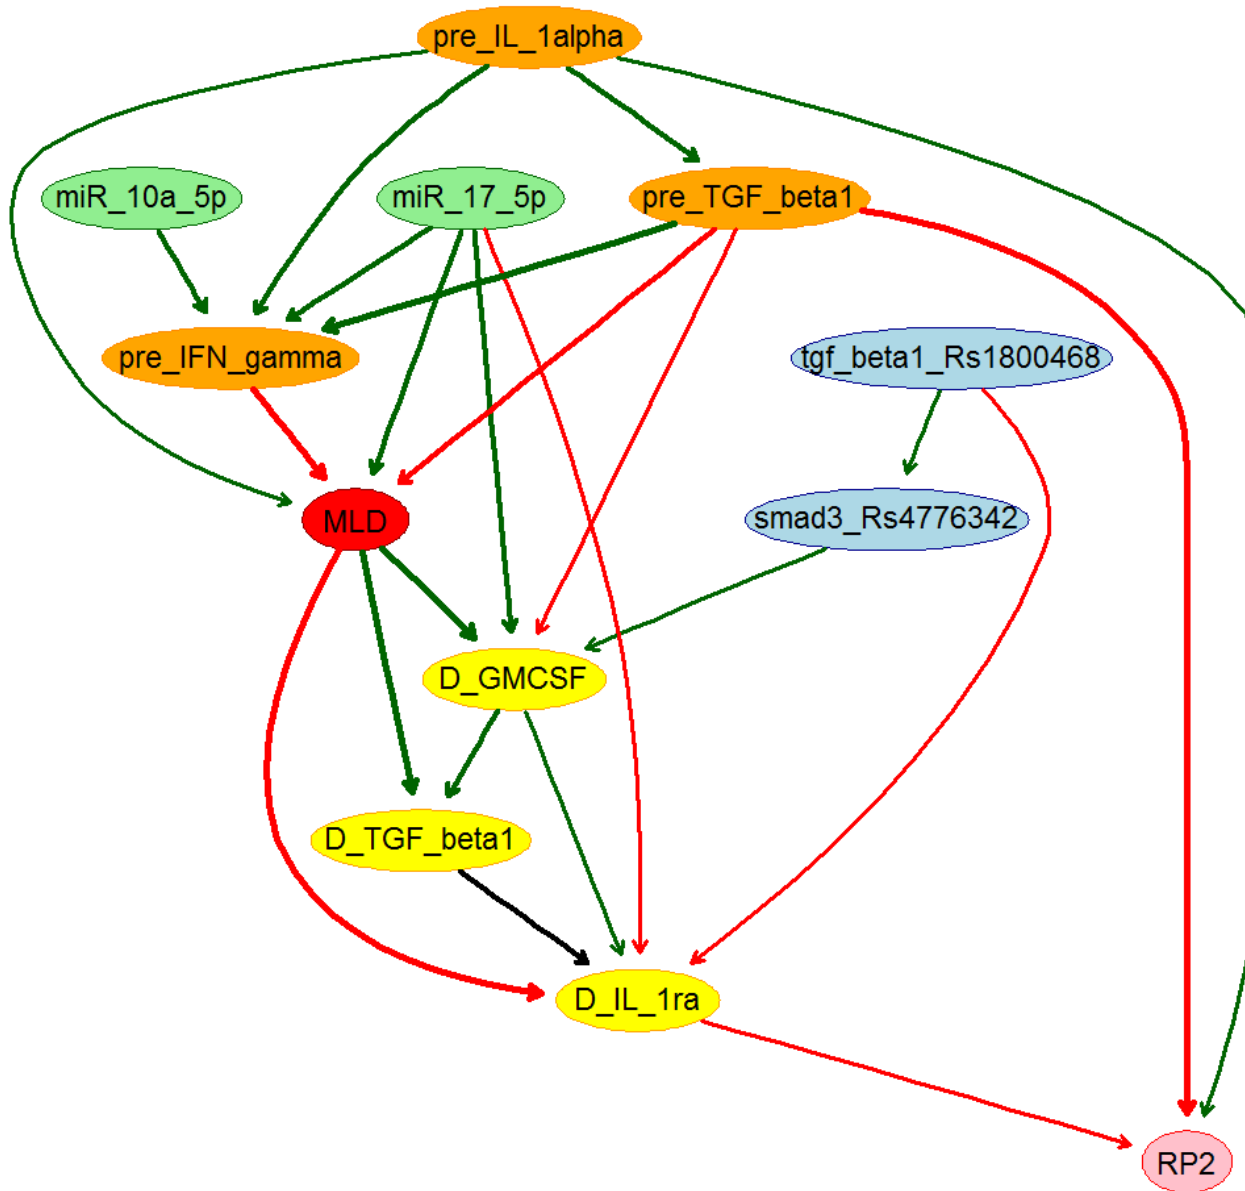 pre_IL_1alpha
miR_10a_5p
miR_17_5p
pre_TGF_beta1
pre_IFN_gamma
tgf_beta1_Rs1800468
MLD
smad3_Rs4776342
D_GMCSF
D_TGF_beta1
D_IL_1ra
RP2